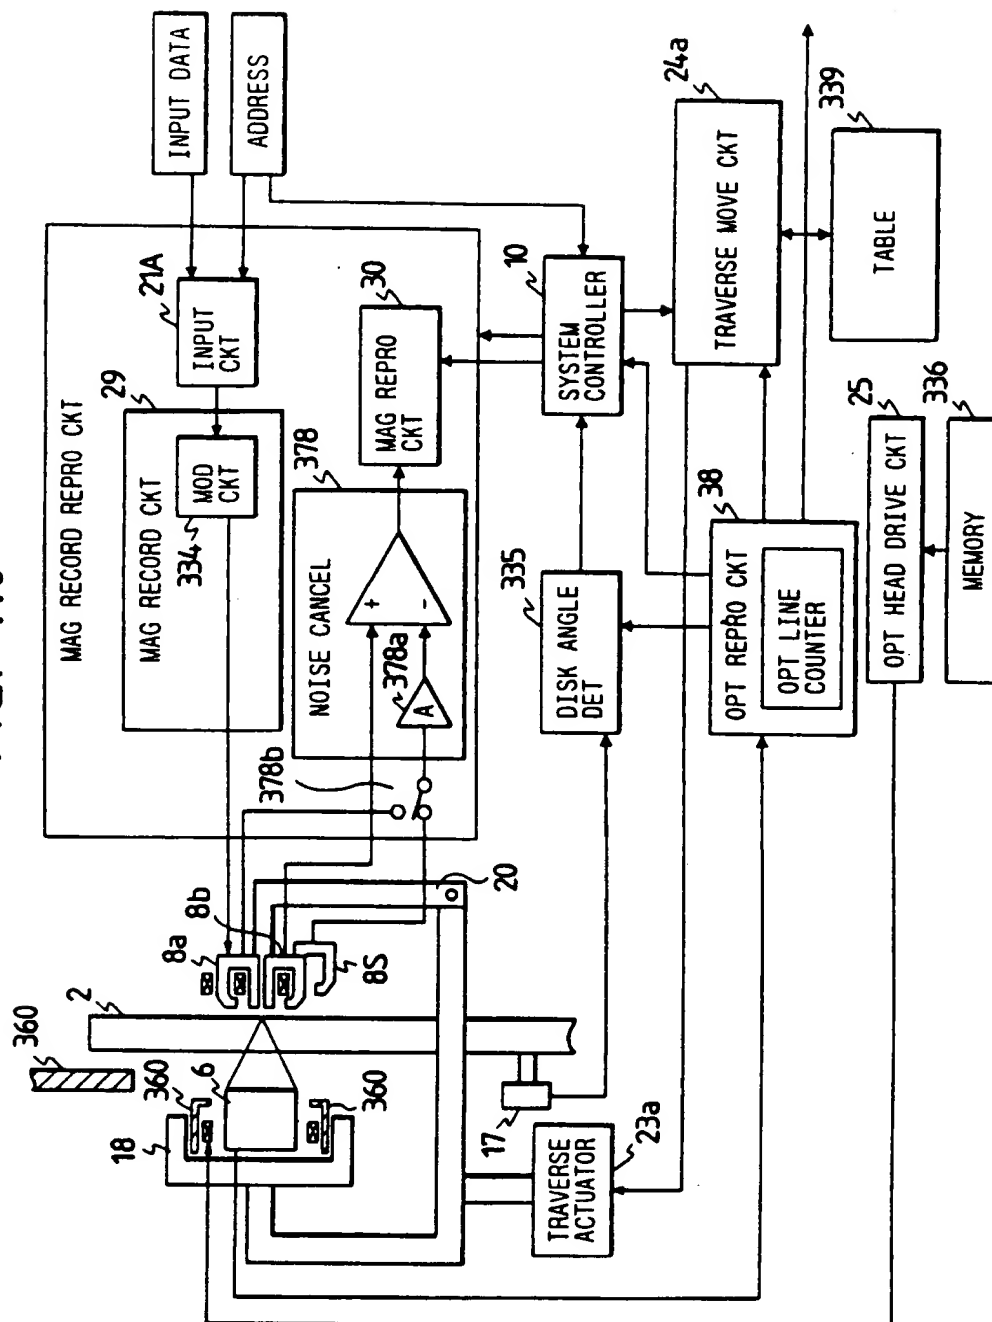 INPUT DATA
ADDRESS
MAG RECORD REPRO CKT
21A
INPUT
CKT
29
MAG RECORD CKT
MOD
CKT
334
30
MAG REPRO
CKT
378
NOISE CANCEL
+
-
378a
A
378b
10
SYSTEM
CONTROLLER
24a
TRAVERSE MOVE CKT
339
TABLE
335
DISK ANGLE
DET
38
OPT REPRO CKT
OPT LINE
COUNTER
25
OPT HEAD DRIVE CKT
336
MEMORY
20
8a
8b
8S
2
360
360
6
360
18
17
23a
TRAVERSE
ACTUATOR